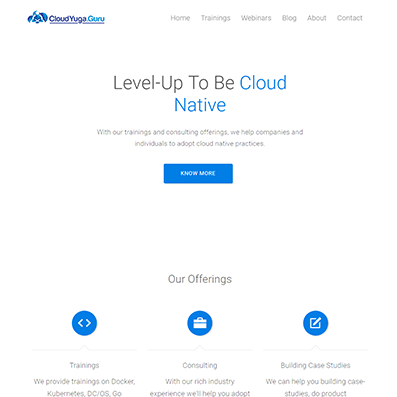 CloudYuga.Guru
Home Trainings Webinars Blog About Contact
Level-Up To Be Cloud
Native
With our trainings and consulting offerings, we help companies and
individuals to adopt cloud native practices.
KNOW MORE
Our Offerings
Trainings Consulting Building Case Studies
We provide trainings on Docker, With our rich industry We can help you building case-
Kubernetes, DC/OS, Go experience we'll help you adopt studies, do product